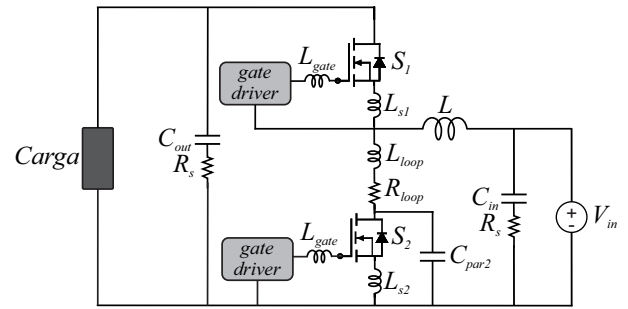 gate driver
L_gate
S_1
L_s1
L
C_out
R_s
Carga
L_loop
R_loop
C_in
R_s
+
-
V_in
gate driver
L_gate
S_2
C_par2
L_s2